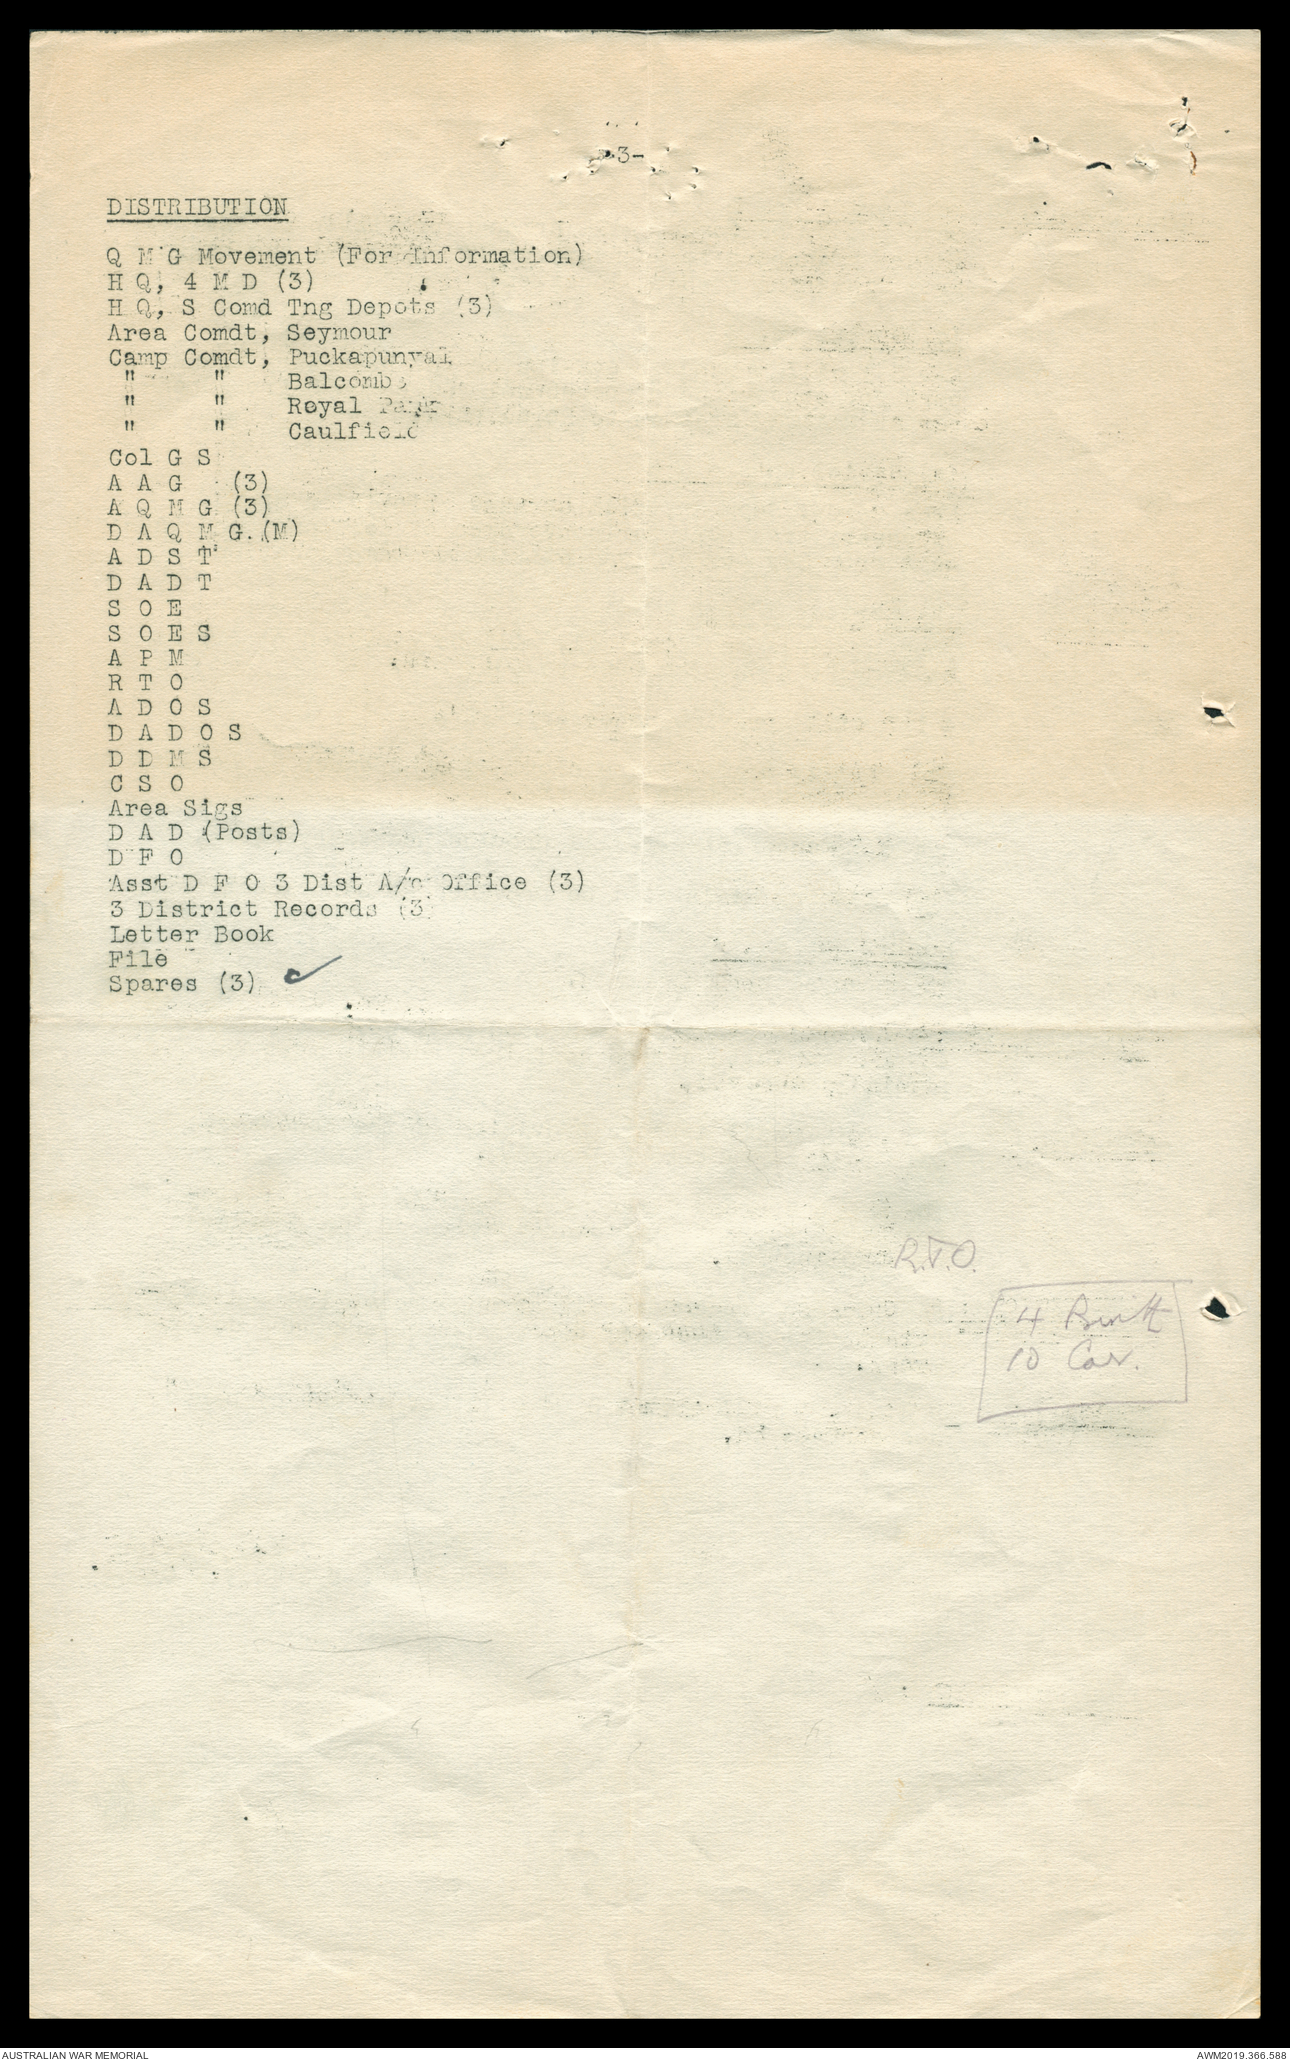 -3-
DISTRIBUTION
Q M G Movement (For Information)
H Q, 4 M D (3)
H Q, S Comd Tng Depots (3)
Area Comdt, Seymour
Camp Comdt, Puckapunyal
" " Balcombe
" " Royal Park
" " Caulfield
Col G S
A A G (3)
A Q M G (3)
D A Q M G.(M)
A D S T
D A D T
S O E
S O E S
A P M
R T O
A D O S
D A D O S
D D M S
C S O
Area Sigs
D A D (Posts)
D F O
Asst D F O 3 Dist A/c Office (3)
3 District Records (3)
Letter Book
File
Spares (3) ✓
R.T.O.
4
10 Car.
AUSTRALIAN WAR MEMORIAL
AWM2019.366.588